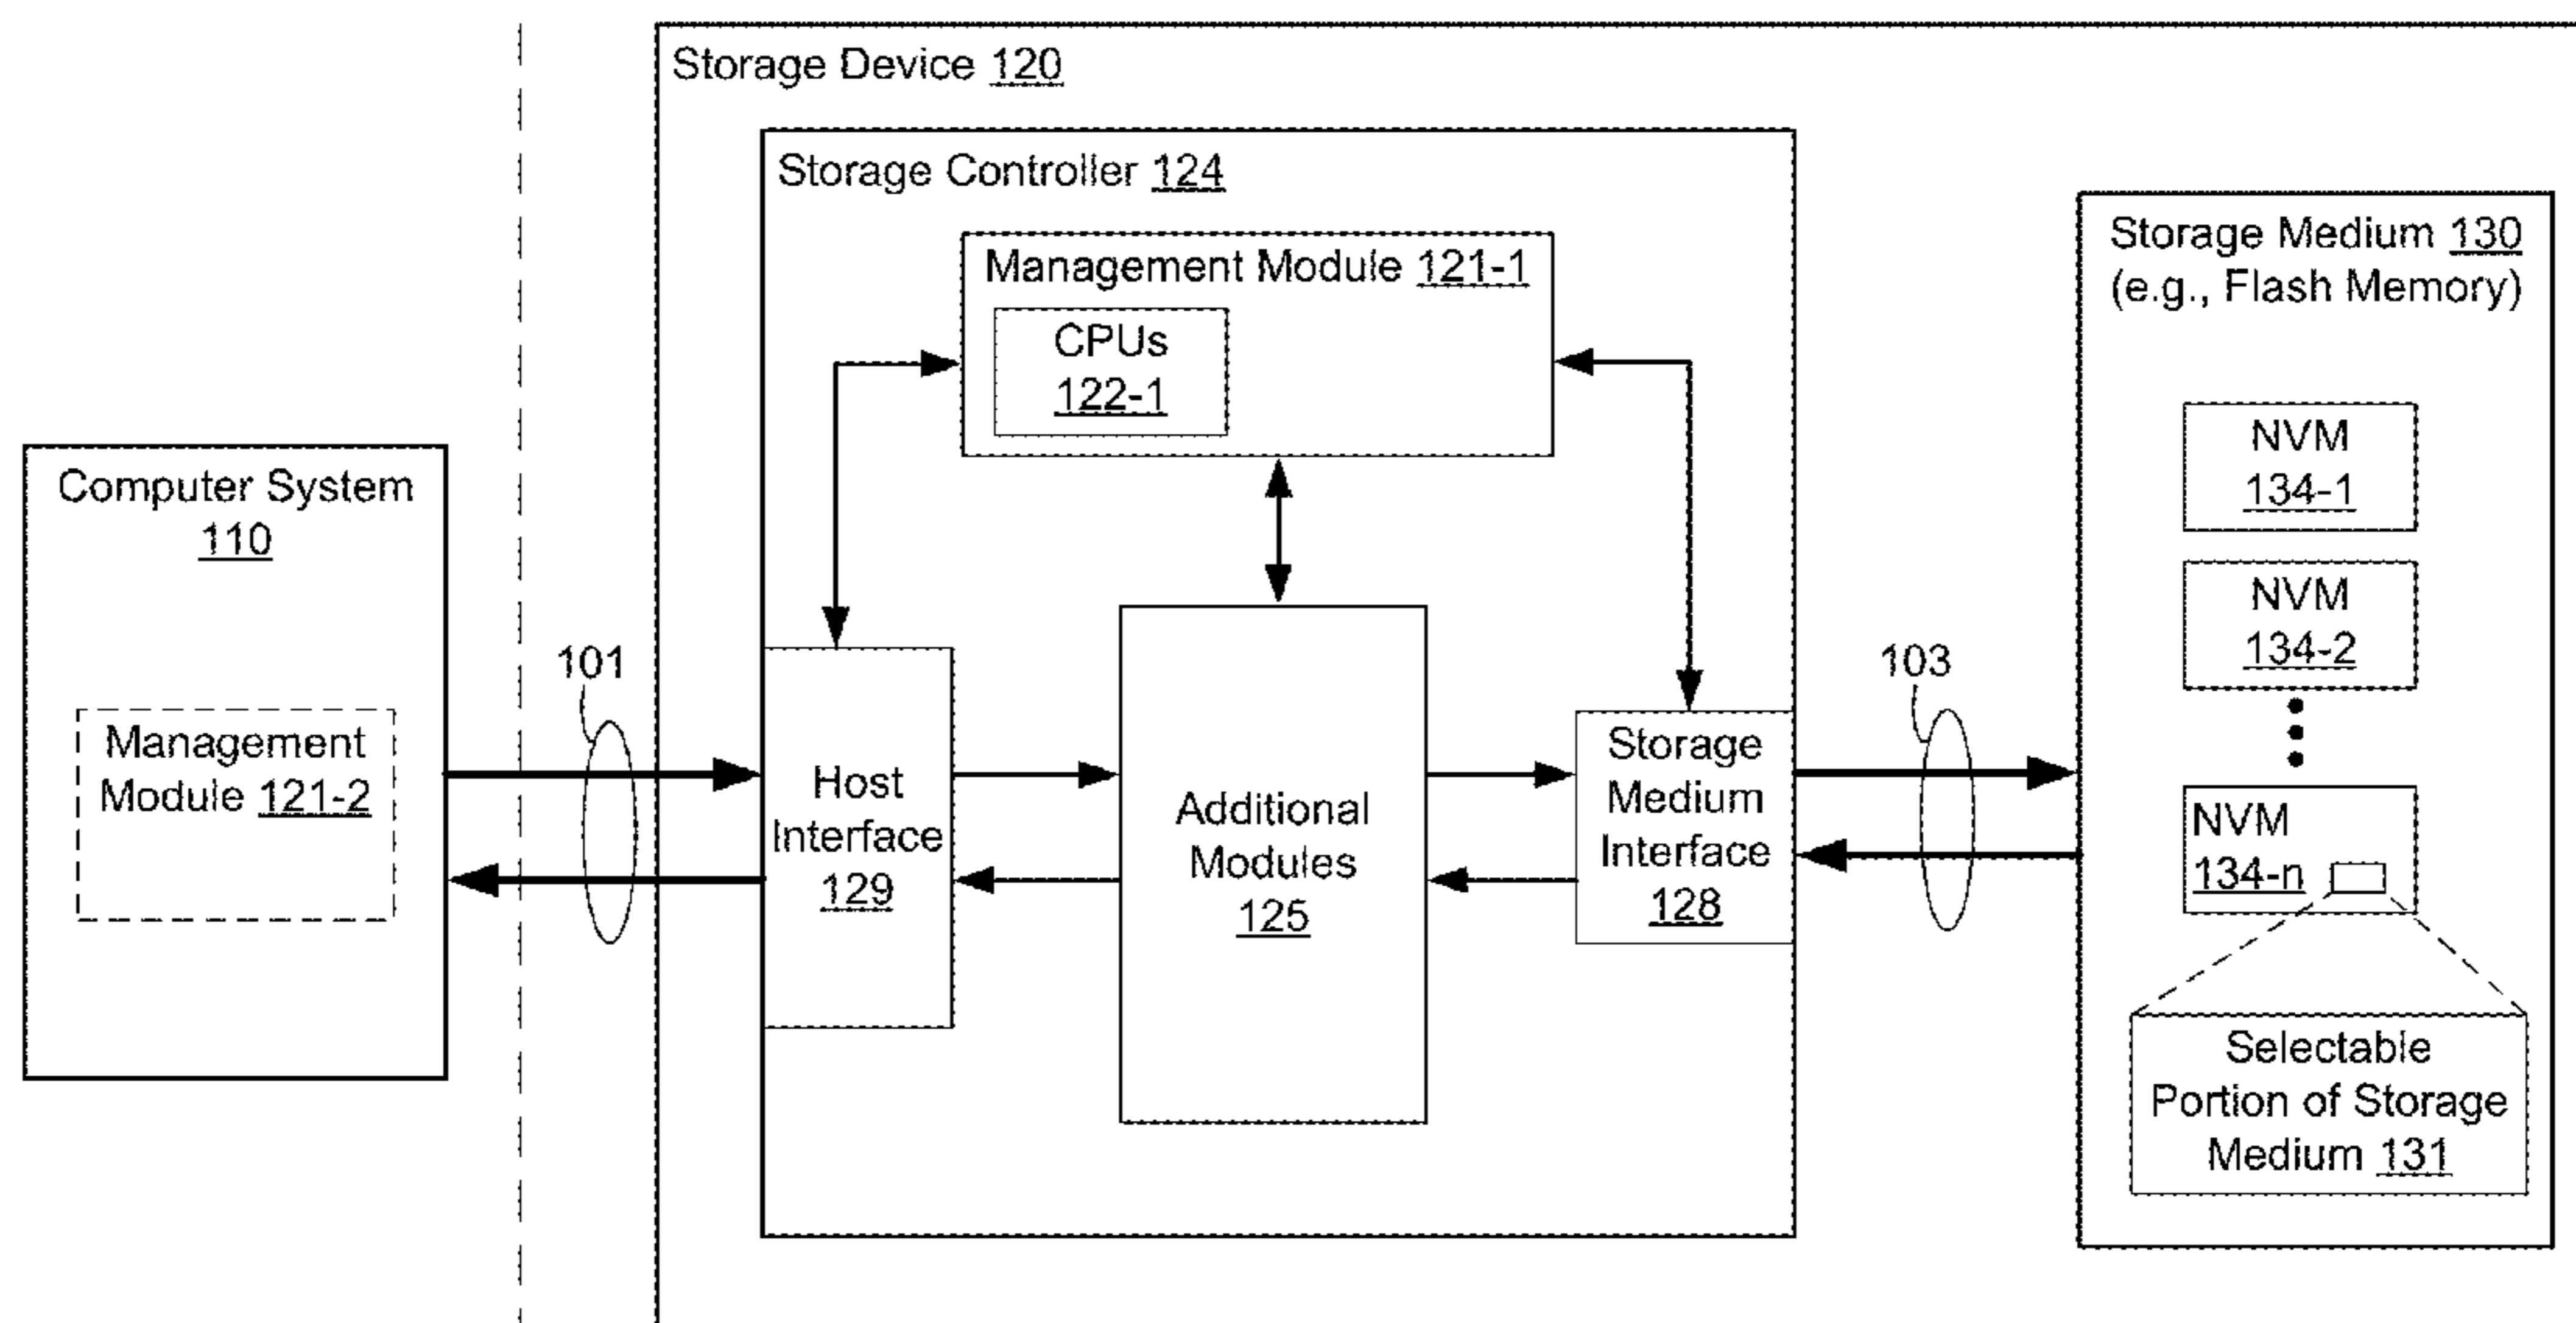 Storage Device 120
Storage Controller 124
Management Module 121-1
CPUs
122-1
Computer System
110
Management
Module 121-2
101
Host
Interface
129
Additional
Modules
125
Storage
Medium
Interface
128
103
Storage Medium 130
(e.g., Flash Memory)
NVM
134-1
NVM
134-2
NVM
134-n
Selectable
Portion of Storage
Medium 131